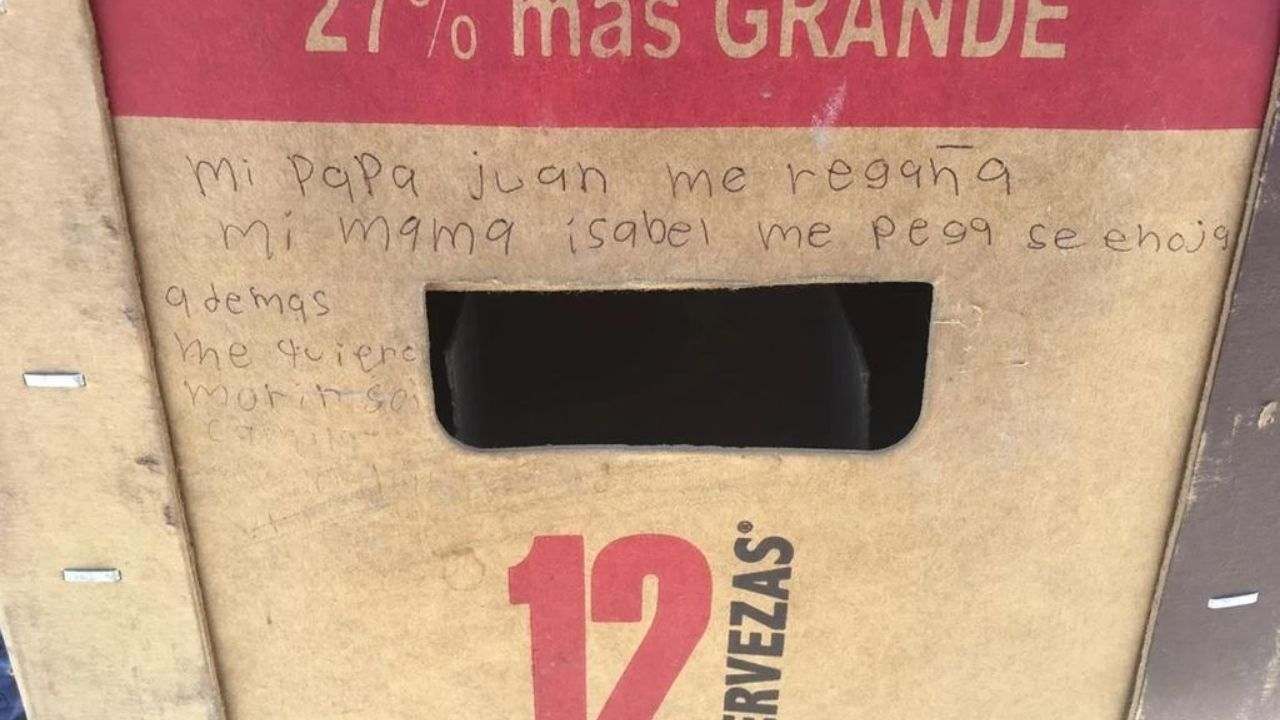 27% mas GRANDE
mi papa juan me regaña
mi mama isabel me pega se enoja
ademas
me quiero
morir soi
12
ERVEZAS®